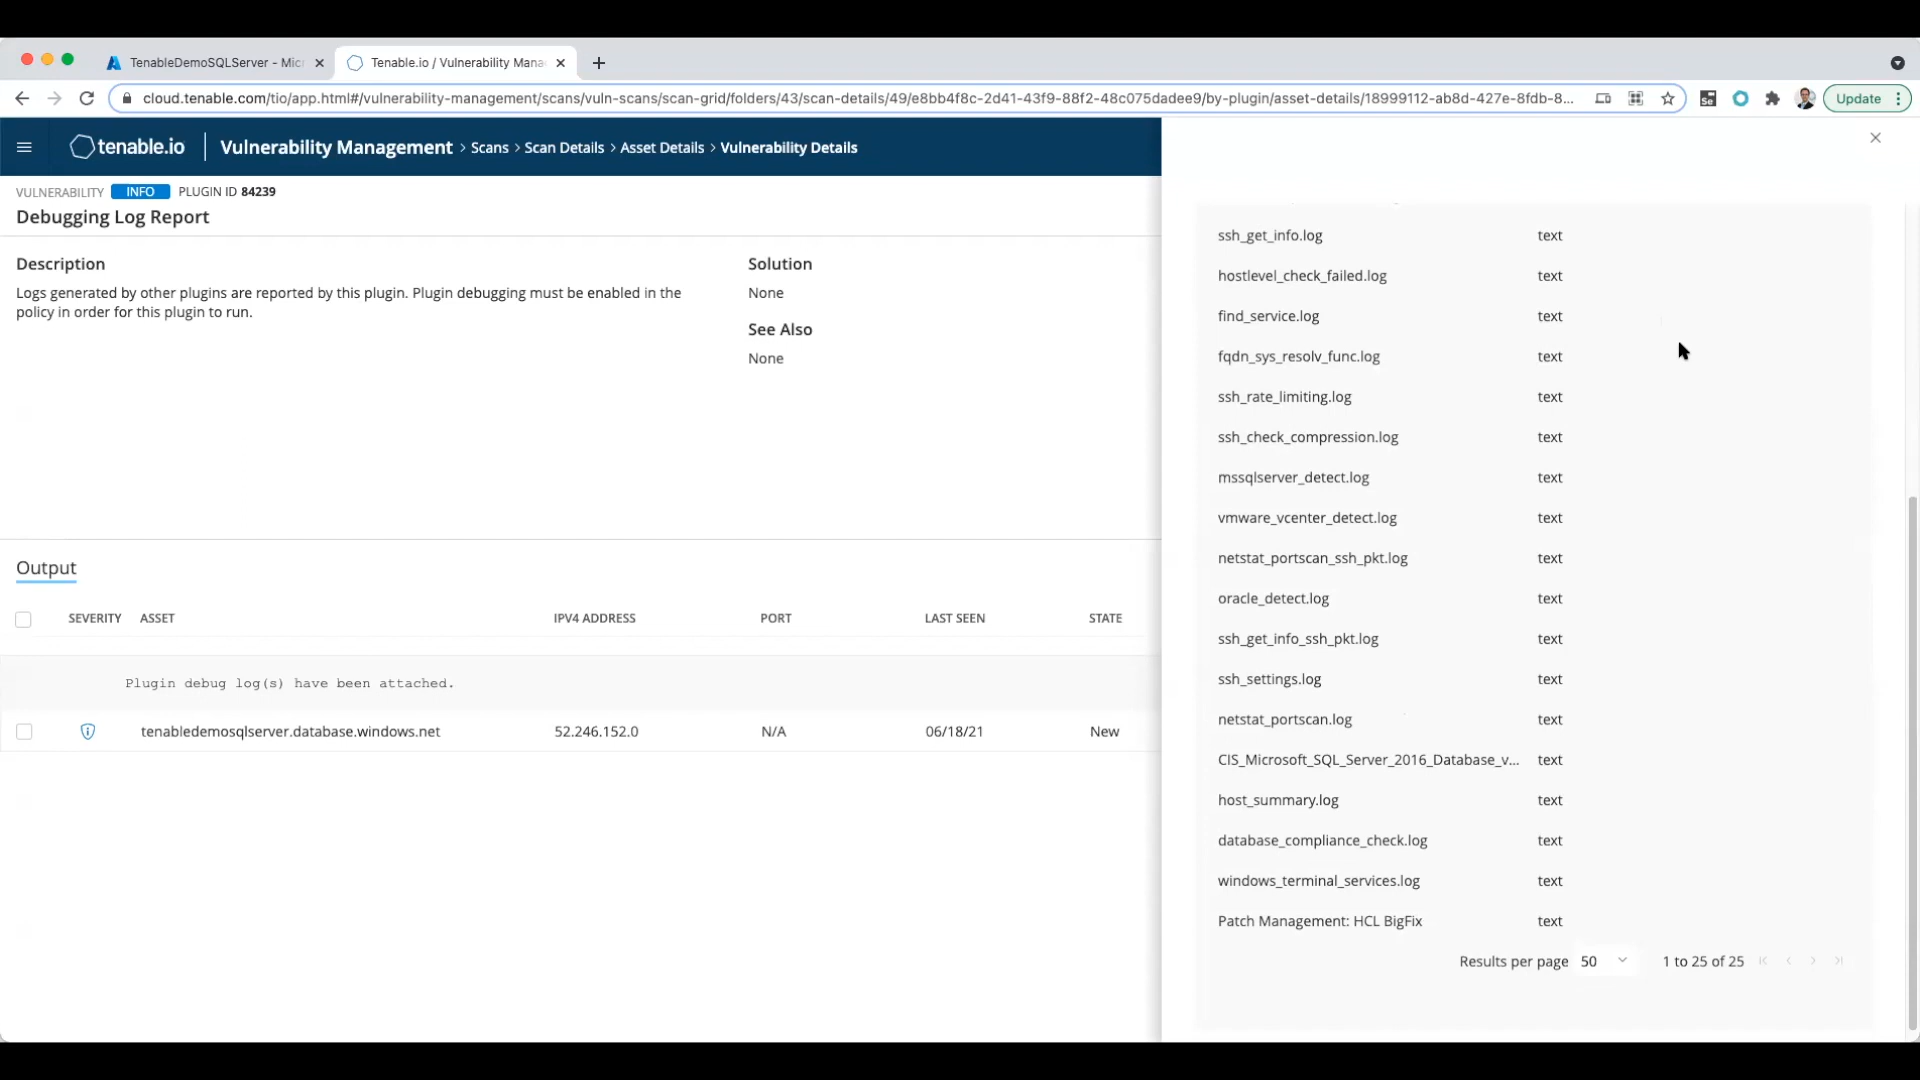 TenableDemoSQLServer - Mic
Tenable.io / Vulnerability Mana
cloud.tenable.com/tio/app.html#/vulnerability-management/scans/vuln-scans/scan-grid/folders/43/scan-details/49/e8bb4f8c-2d41-43f9-88f2-48c075dadee9/by-plugin/asset-details/18999112-ab8d-427e-8fdb-8...
Se
Update
tenable.io
Vulnerability Management > Scans > Scan Details > Asset Details > Vulnerability Details
VULNERABILITY INFO PLUGIN ID 84239
Debugging Log Report
Description
Logs generated by other plugins are reported by this plugin. Plugin debugging must be enabled in the
policy in order for this plugin to run.
Solution
None
See Also
None
Output
SEVERITY ASSET IPV4 ADDRESS PORT LAST SEEN STATE
Plugin debug log(s) have been attached.
tenabledemosqlserver.database.windows.net 52.246.152.0 N/A 06/18/21 New
ssh_get_info.log text
hostlevel_check_failed.log text
find_service.log text
fqdn_sys_resolv_func.log text
ssh_rate_limiting.log text
ssh_check_compression.log text
mssqlserver_detect.log text
vmware_vcenter_detect.log text
netstat_portscan_ssh_pkt.log text
oracle_detect.log text
ssh_get_info_ssh_pkt.log text
ssh_settings.log text
netstat_portscan.log text
CIS_Microsoft_SQL_Server_2016_Database_v... text
host_summary.log text
database_compliance_check.log text
windows_terminal_services.log text
Patch Management: HCL BigFix text
Results per page 50 1 to 25 of 25